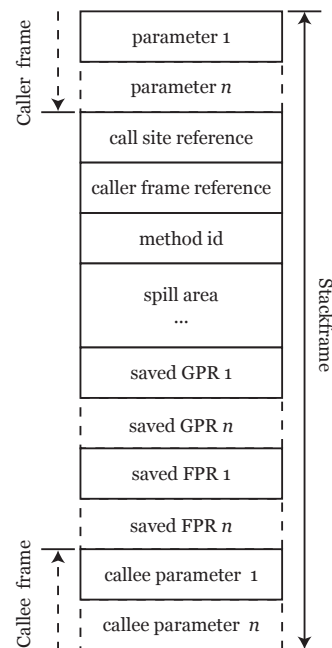 Caller frame
parameter 1
parameter n
call site reference
caller frame reference
method id
spill area
...
saved GPR 1
saved GPR n
saved FPR 1
saved FPR n
Callee frame
callee parameter 1
callee parameter n
Stackframe